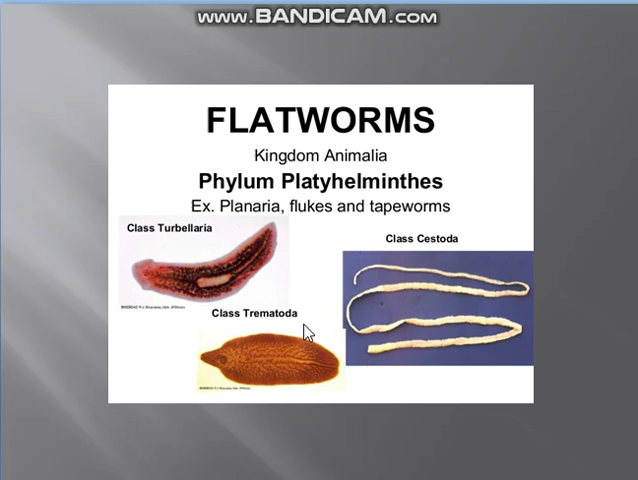 www.BANDICAM.com
FLATWORMS
Kingdom Animalia
Phylum Platyhelminthes
Ex. Planaria, flukes and tapeworms
Class Turbellaria
Class Cestoda
Class Trematoda